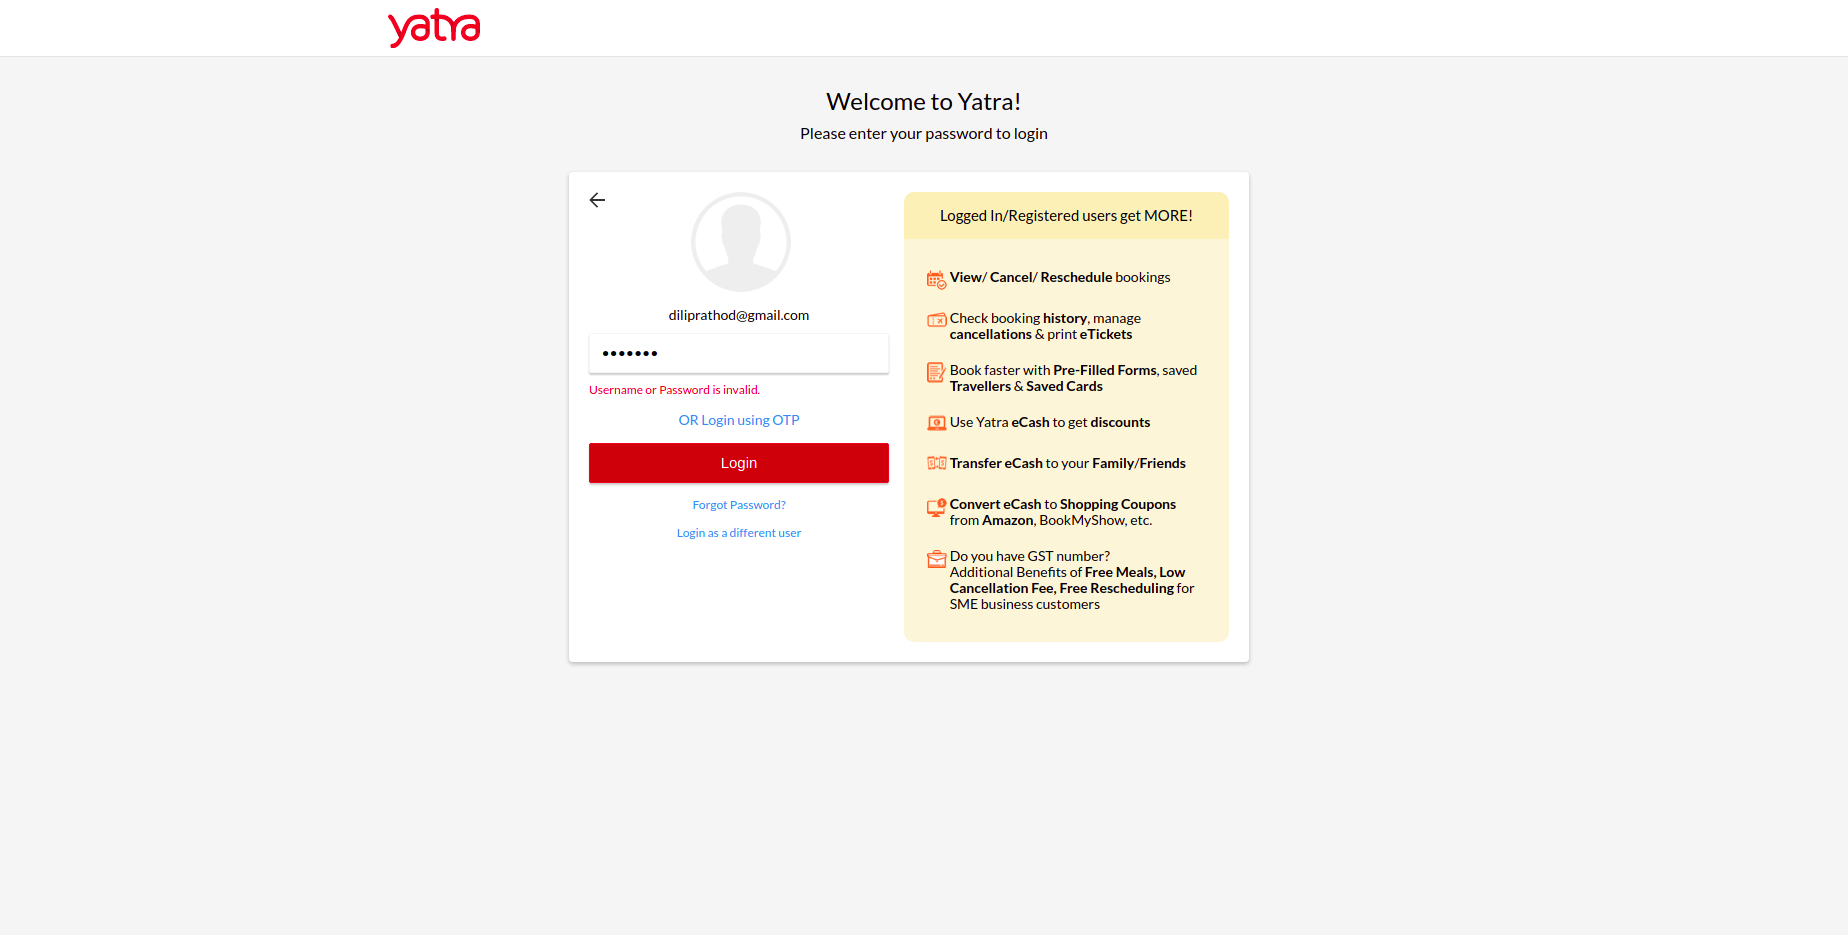 yatra
Welcome to Yatra!
Please enter your password to login
diliprathod@gmail.com
•••••••
Username or Password is invalid.
OR Login using OTP
Login
Forgot Password?
Login as a different user
Logged In/Registered users get MORE!
View/ Cancel/ Reschedule bookings
Check booking history, manage
cancellations & print eTickets
Book faster with Pre-Filled Forms, saved
Travellers & Saved Cards
Use Yatra eCash to get discounts
Transfer eCash to your Family/Friends
Convert eCash to Shopping Coupons
from Amazon, BookMyShow, etc.
Do you have GST number?
Additional Benefits of Free Meals, Low
Cancellation Fee, Free Rescheduling for
SME business customers